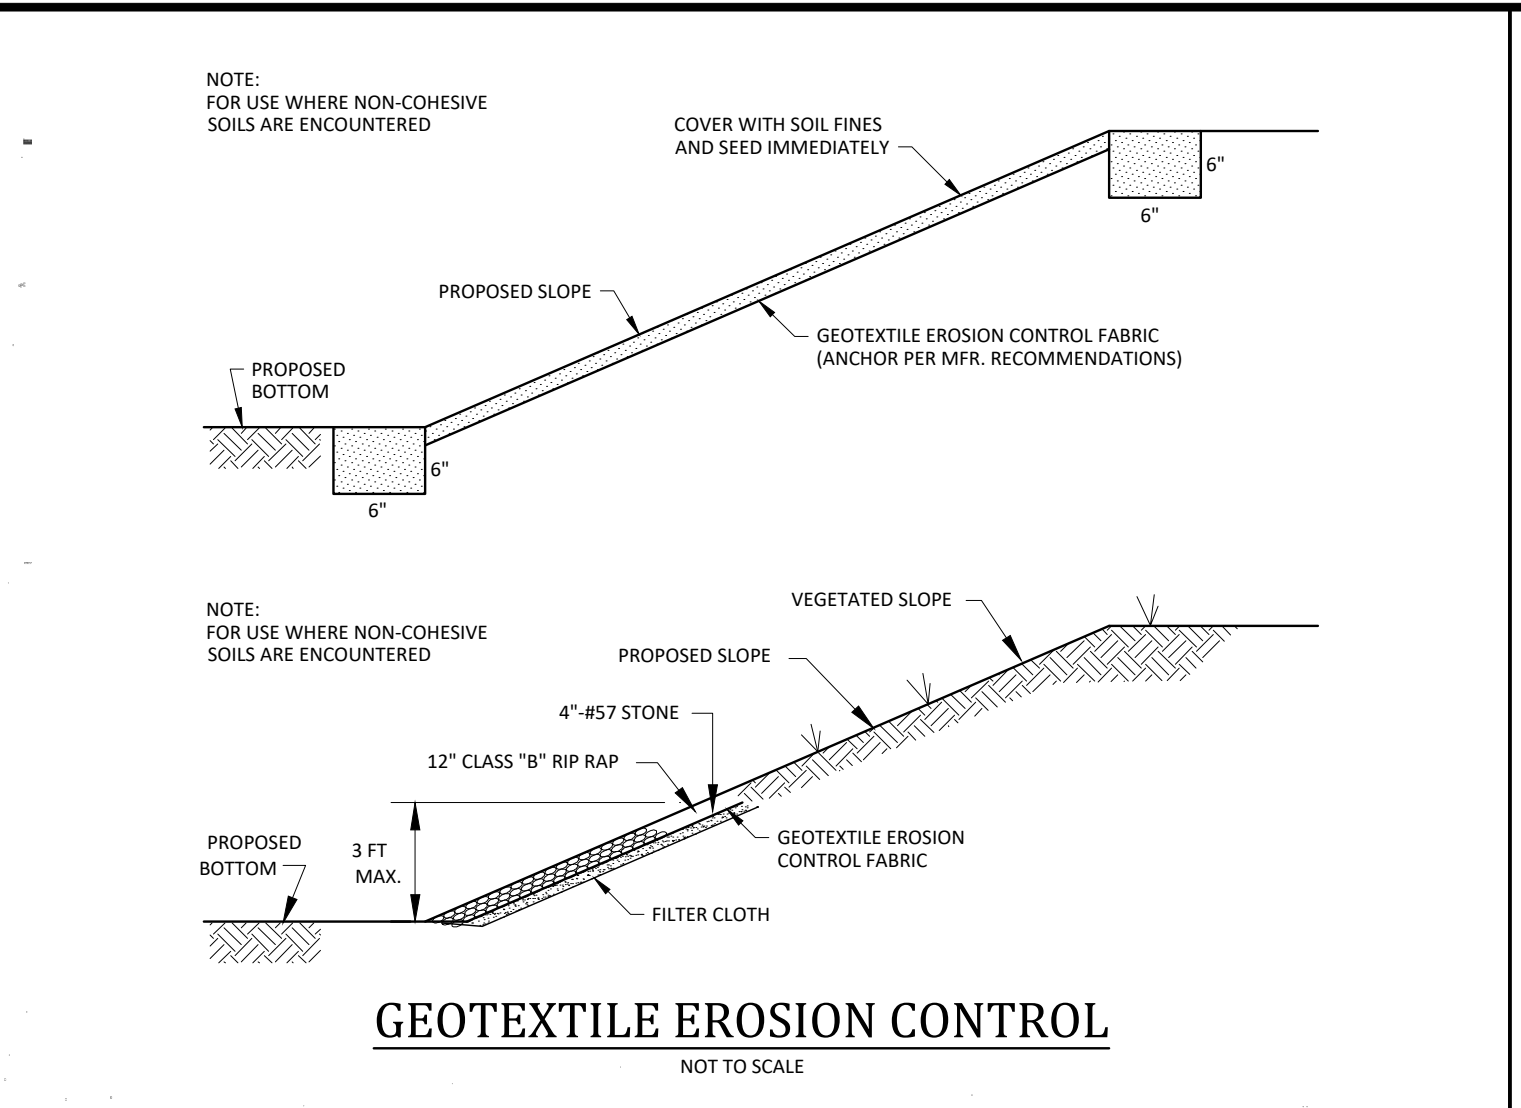 NOTE:
FOR USE WHERE NON-COHESIVE
SOILS ARE ENCOUNTERED
COVER WITH SOIL FINES
AND SEED IMMEDIATELY
6"
6"
PROPOSED SLOPE
GEOTEXTILE EROSION CONTROL FABRIC
(ANCHOR PER MFR. RECOMMENDATIONS)
PROPOSED
BOTTOM
6"
6"
NOTE:
FOR USE WHERE NON-COHESIVE
SOILS ARE ENCOUNTERED
VEGETATED SLOPE
PROPOSED SLOPE
4"-#57 STONE
12" CLASS "B" RIP RAP
PROPOSED
BOTTOM
3 FT
MAX.
GEOTEXTILE EROSION
CONTROL FABRIC
FILTER CLOTH
GEOTEXTILE EROSION CONTROL
NOT TO SCALE